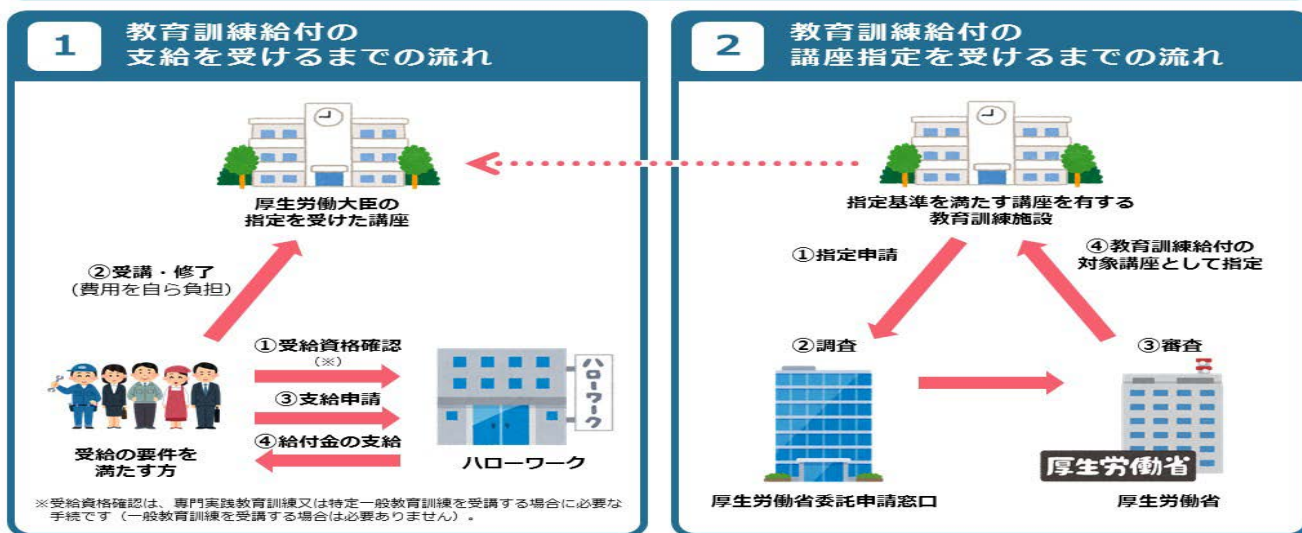 1
教育訓練給付の
支給を受けるまでの流れ
厚生労働大臣の
指定を受けた講座
②受講・修了
(費用を自ら負担)
①受給資格確認
(※)
③支給申請
④給付金の支給
受給の要件を
満たす方
ハローワーク
ハローワーク
※受給資格確認は、専門実践教育訓練又は特定一般教育訓練を受講する場合に必要な
手続です（一般教育訓練を受講する場合は必要ありません）。
2
教育訓練給付の
講座指定を受けるまでの流れ
指定基準を満たす講座を有する
教育訓練施設
①指定申請
④教育訓練給付の
対象講座として指定
②調査
③審査
厚生労働省
厚生労働省委託申請窓口
厚生労働省